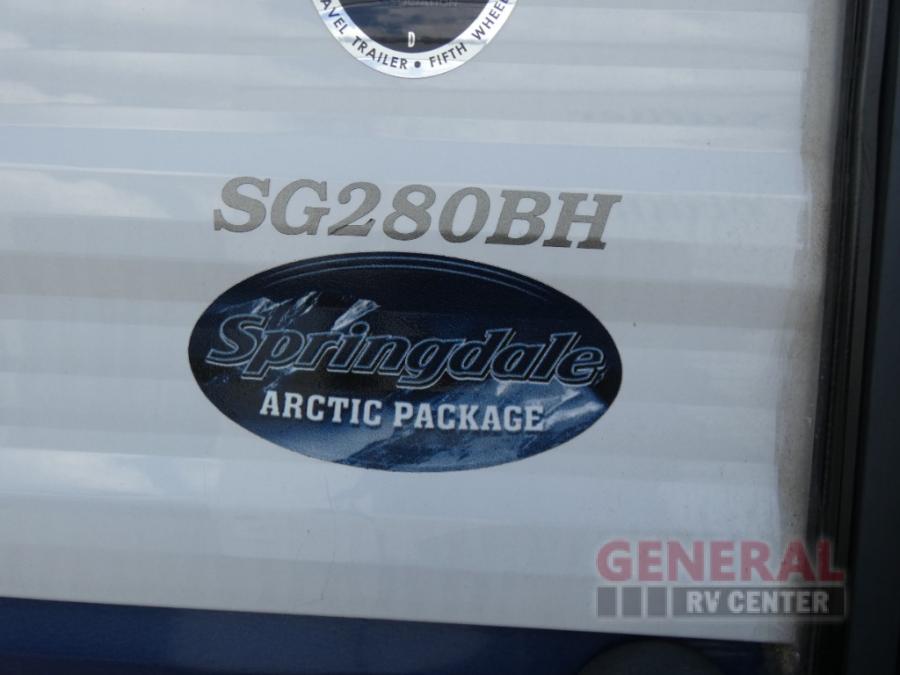 D
TRAVEL TRAILER • FIFTH WHEEL
SG280BH
Springdale
ARCTIC PACKAGE
GENERAL
RV CENTER